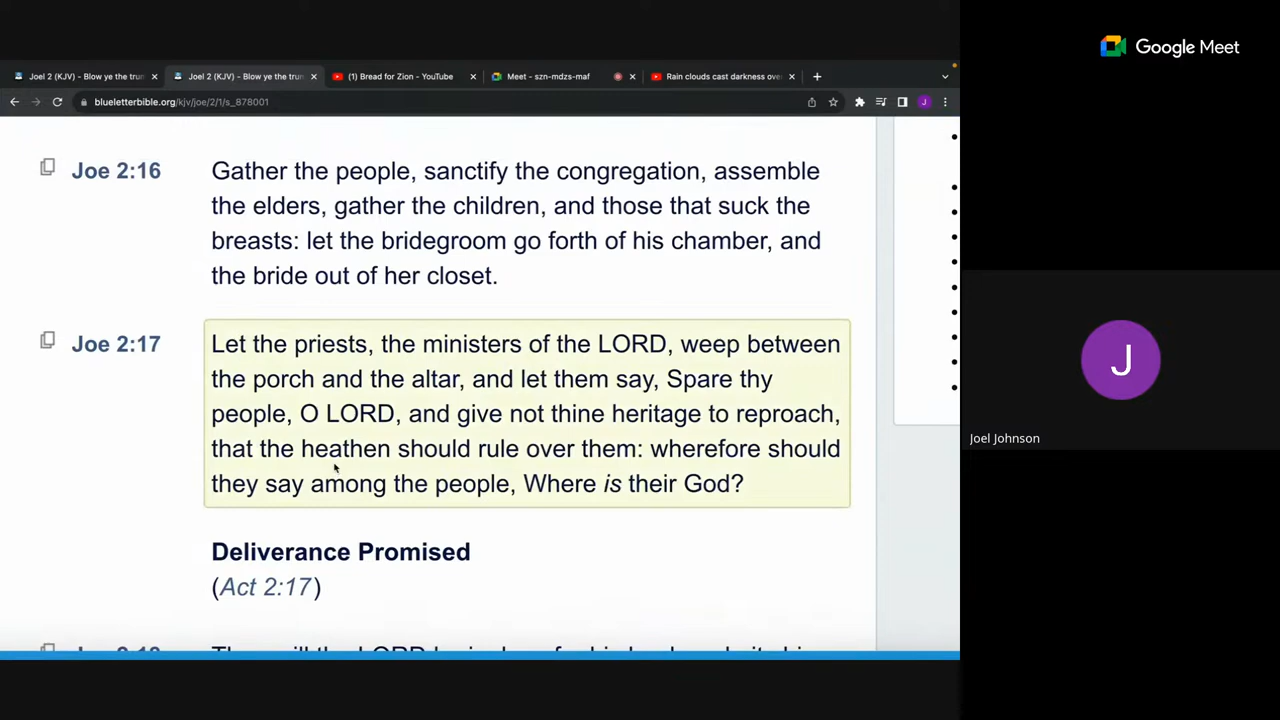 Google Meet
Joel 2 (KJV) - Blow ye the trum
Joel 2 (KJV) - Blow ye the trum
(1) Bread for Zion - YouTube
Meet - szn-mdzs-maf
Rain clouds cast darkness over
blueletterbible.org/kjv/joe/2/1/s_878001
J
Joe 2:16
Gather the people, sanctify the congregation, assemble
the elders, gather the children, and those that suck the
breasts: let the bridegroom go forth of his chamber, and
the bride out of her closet.
Joe 2:17
Let the priests, the ministers of the LORD, weep between
the porch and the altar, and let them say, Spare thy
people, O LORD, and give not thine heritage to reproach,
that the heathen should rule over them: wherefore should
they say among the people, Where is their God?
Deliverance Promised
(Act 2:17)
J
Joel Johnson